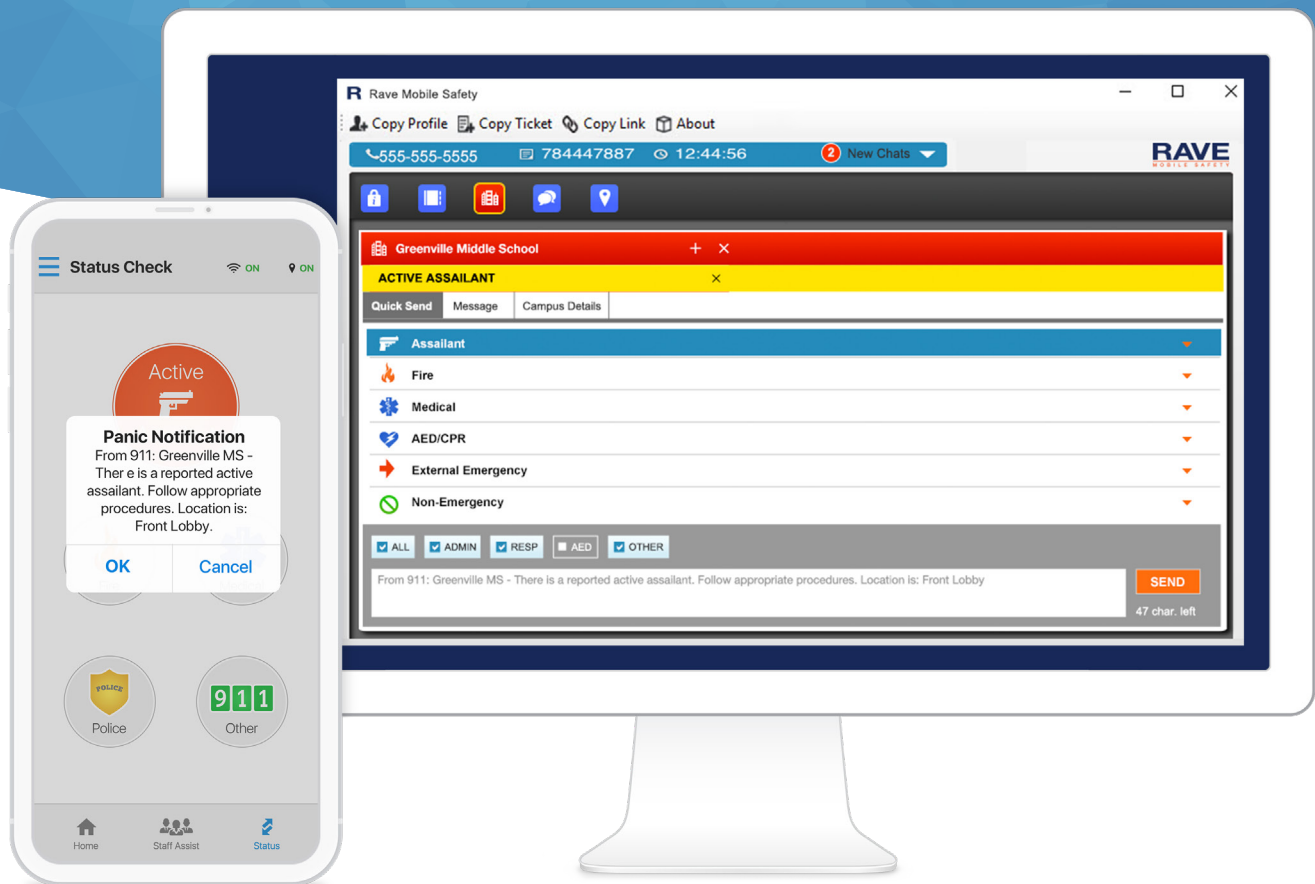 Rave Mobile Safety
Copy Profile Copy Ticket Copy Link About
555-555-5555 784447887 12:44:56 2 New Chats
RAVE
MOBILE SAFETY
Greenville Middle School
ACTIVE ASSAILANT
Quick Send Message Campus Details
Assailant
Fire
Medical
AED/CPR
External Emergency
Non-Emergency
ALL ADMIN RESP AED OTHER
From 911: Greenville MS - There is a reported active assailant. Follow appropriate procedures. Location is: Front Lobby
SEND
47 char. left
Status Check ON ON
Active
Panic Notification
From 911: Greenville MS -
Ther e is a reported active
assailant. Follow appropriate
procedures. Location is:
Front Lobby.
OK Cancel
POLICE
Police
911
Other
Home Staff Assist Status